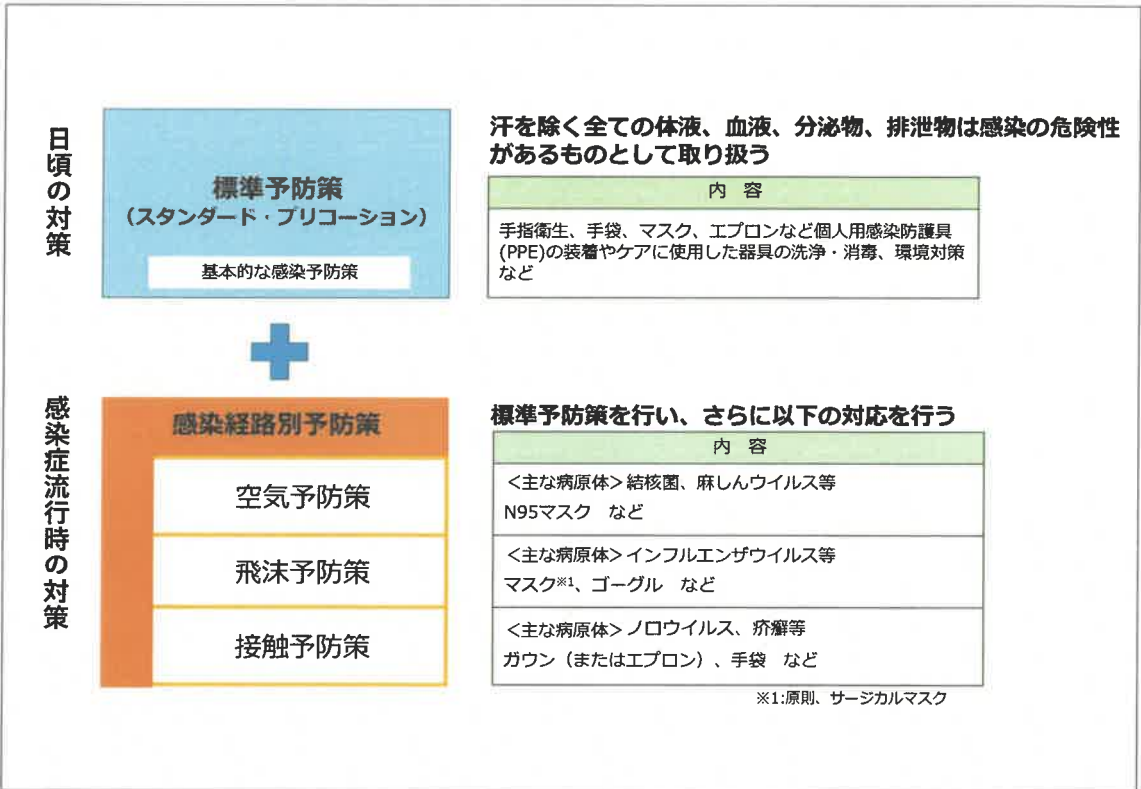 日頃の対策
標準予防策
（スタンダード・プリコーション）
基本的な感染予防策
汗を除く全ての体液、血液、分泌物、排泄物は感染の危険性
があるものとして取り扱う
内 容
手指衛生、手袋、マスク、エプロンなど個人用感染防護具
(PPE)の装着やケアに使用した器具の洗浄・消毒、環境対策
など
感染症流行時の対策
感染経路別予防策
空気予防策
飛沫予防策
接触予防策
標準予防策を行い、さらに以下の対応を行う
内 容
＜主な病原体＞結核菌、麻しんウイルス等
N95マスク　など
＜主な病原体＞インフルエンザウイルス等
マスク※1、ゴーグル　など
＜主な病原体＞ノロウイルス、疥癬等
ガウン（またはエプロン）、手袋　など
※1:原則、サージカルマスク